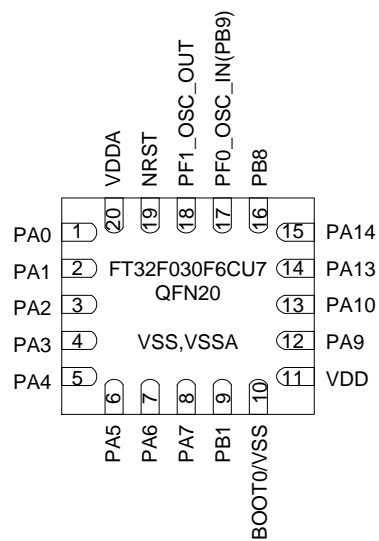 VDDA
NRST
PF1_OSC_OUT
PF0_OSC_IN(PB9)
PB8
20
19
18
17
16
PA0 1
15 PA14
PA1 2
FT32F030F6CU7
14 PA13
PA2 3
QFN20
13 PA10
PA3 4
VSS,VSSA
12 PA9
PA4 5
11 VDD
6
7
8
9
10
PA5
PA6
PA7
PB1
BOOT0/VSS